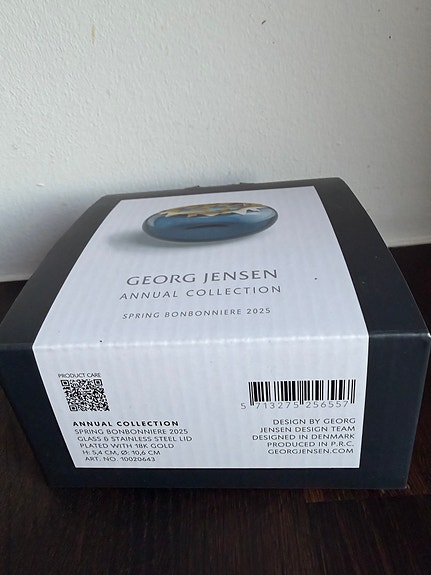 GEORG JENSEN
ANNUAL COLLECTION
SPRING BONBONNIERE 2025
PRODUCT CARE
ANNUAL COLLECTION
SPRING BONBONNIERE 2025
GLASS & STAINLESS STEEL LID
PLATED WITH 18K GOLD
H: 5,4 CM, Ø: 10,6 CM
ART. NO. 10020643
5 713275 256557
DESIGN BY GEORG
JENSEN DESIGN TEAM
DESIGNED IN DENMARK
PRODUCED IN P.R.C.
GEORGJENSEN.COM